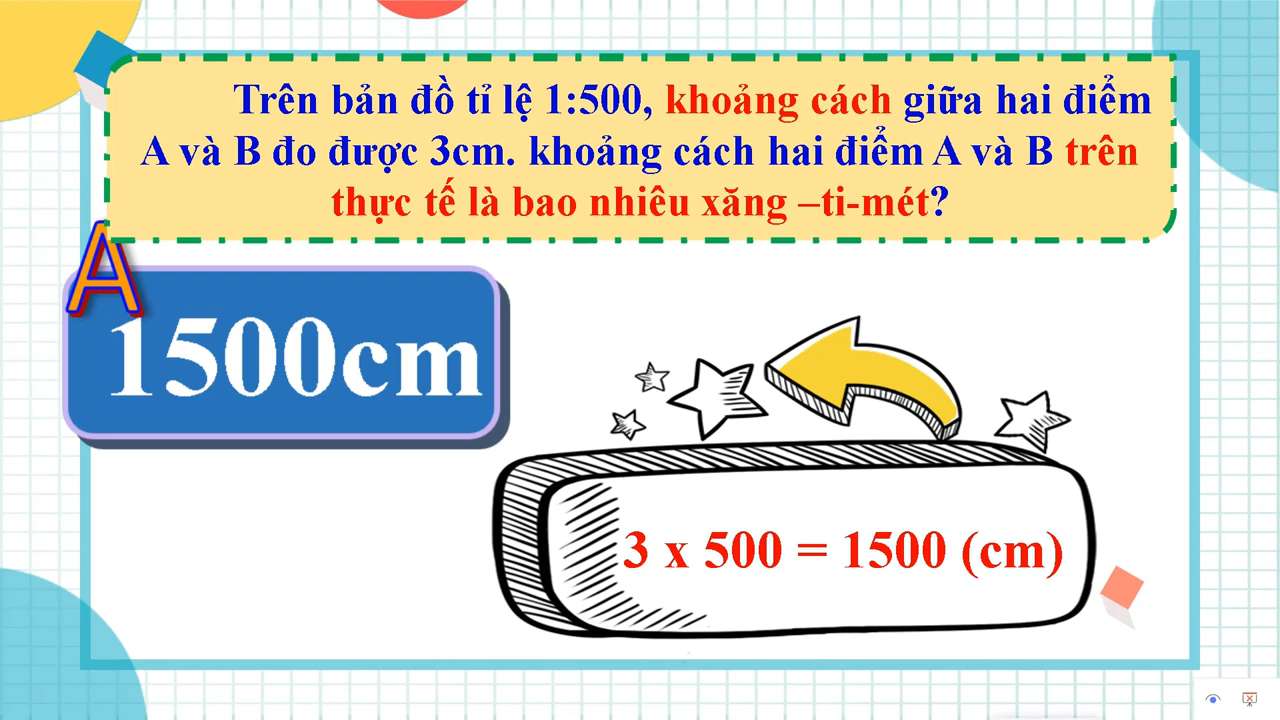 Trên bản đồ tỉ lệ 1:500, khoảng cách giữa hai điểm
A và B đo được 3cm. khoảng cách hai điểm A và B trên
thực tế là bao nhiêu xăng –ti-mét?
A
1500cm
3 x 500 = 1500 (cm)